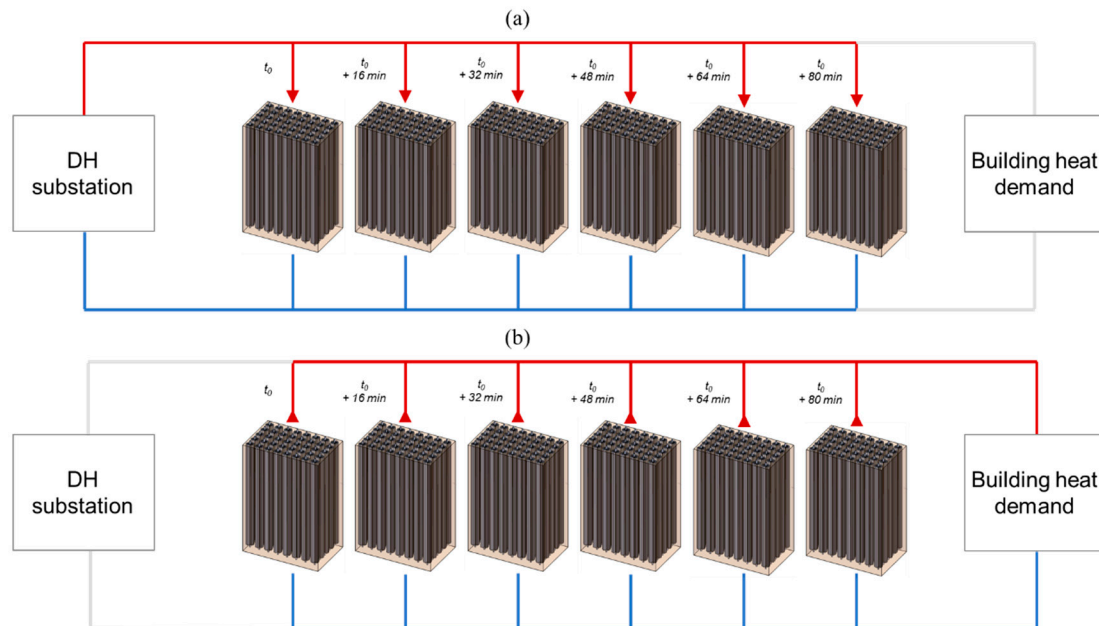 (a)
t₀
t₀
+ 16 min
t₀
+ 32 min
t₀
+ 48 min
t₀
+ 64 min
t₀
+ 80 min
DH
substation
Building heat
demand
(b)
t₀
t₀
+ 16 min
t₀
+ 32 min
t₀
+ 48 min
t₀
+ 64 min
t₀
+ 80 min
DH
substation
Building heat
demand